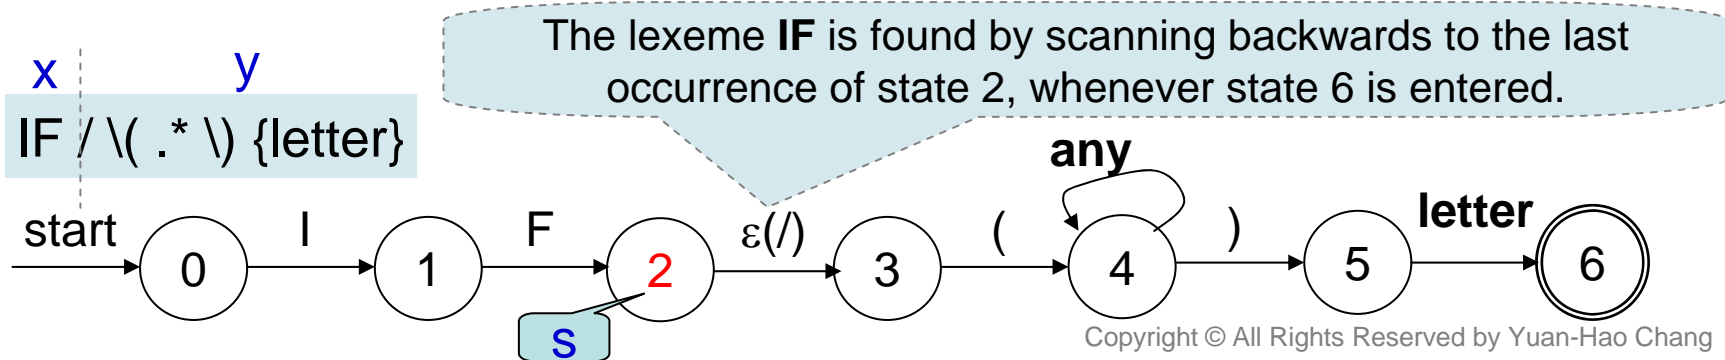 The lexeme IF is found by scanning backwards to the last
occurrence of state 2, whenever state 6 is entered.
x y
IF / \( .* \) {letter}
any
start I F ε(/) ( ) letter
0 1 2 3 4 5 6
s
Copyright © All Rights Reserved by Yuan-Hao Chang